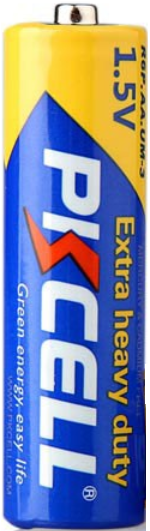 R6P.AA.UM-3
1.5V
Extra heavy duty
PKCELL®
Green energy, easy life
WWW.PKCELL.COM